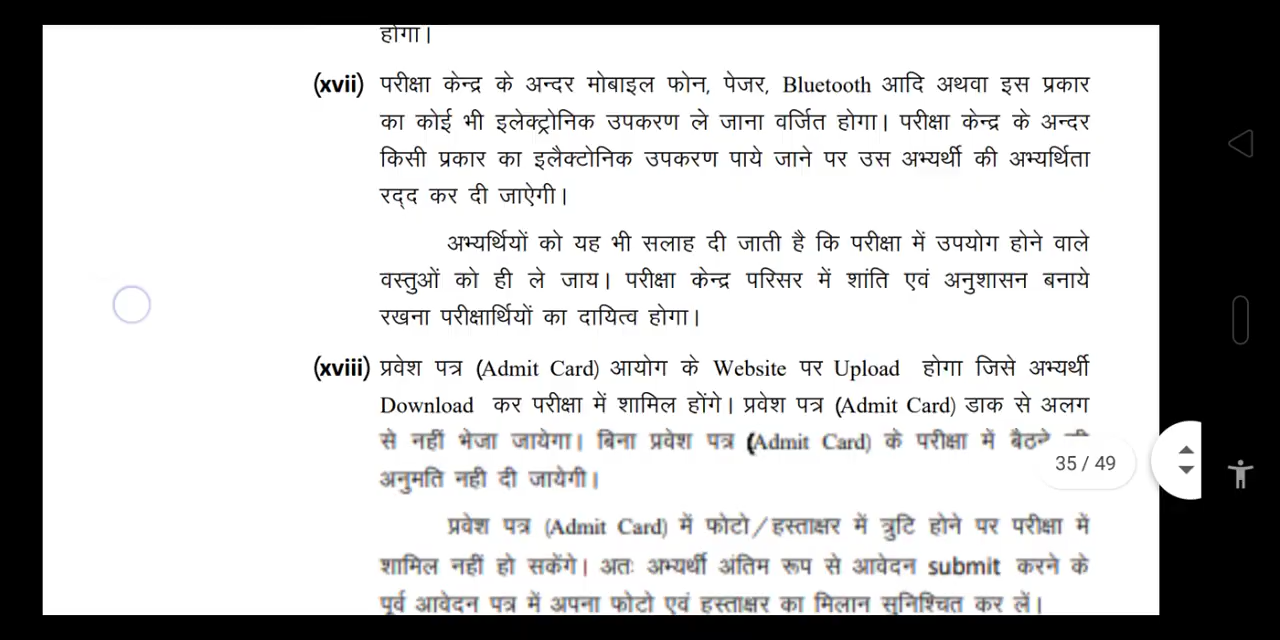 होगा।
(xvii) परीक्षा केन्द्र के अन्दर मोबाइल फोन, पेजर, Bluetooth आदि अथवा इस प्रकार
का कोई भी इलेक्ट्रोनिक उपकरण ले जाना वर्जित होगा। परीक्षा केन्द्र के अन्दर
किसी प्रकार का इलैक्टोनिक उपकरण पाये जाने पर उस अभ्यर्थी की अभ्यर्थिता
रद्द कर दी जाऐगी।
अभ्यर्थियों को यह भी सलाह दी जाती है कि परीक्षा में उपयोग होने वाले
वस्तुओं को ही ले जाय। परीक्षा केन्द्र परिसर में शांति एवं अनुशासन बनाये
रखना परीक्षार्थियों का दायित्व होगा।
(xviii) प्रवेश पत्र (Admit Card) आयोग के Website पर Upload होगा जिसे अभ्यर्थी
Download कर परीक्षा में शामिल होंगे। प्रवेश पत्र (Admit Card) डाक से अलग
से नहीं भेजा जायेगा। बिना प्रवेश पत्र (Admit Card) के परीक्षा में बैठने
अनुमति नही दी जायेगी।
35 / 49
प्रवेश पत्र (Admit Card) में फोटो/हस्ताक्षर में त्रुटि होने पर परीक्षा में
शामिल नहीं हो सकेंगे। अतः अभ्यर्थी अंतिम रूप से आवेदन submit करने के
पूर्व आवेदन पत्र में अपना फोटो एवं हस्ताक्षर का मिलान सुनिश्चित कर लें।